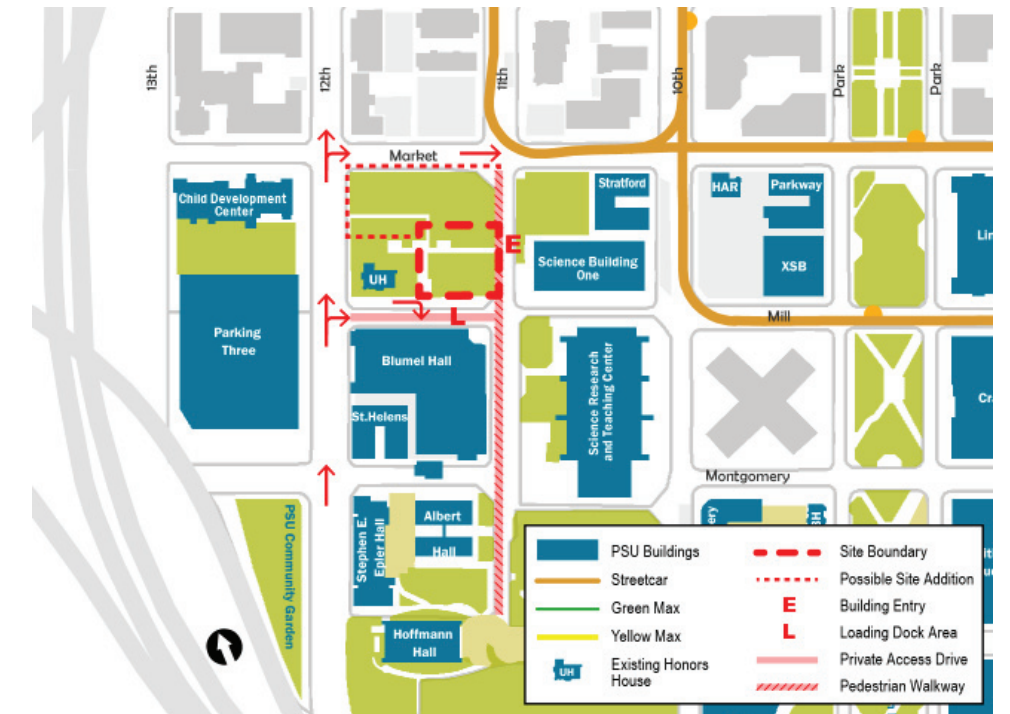 13th
12th
11th
10th
Park
Park
Market
Child Development
Center
Stratford
HAR
Parkway
E
Science Building
One
XSB
UH
L
Mill
Parking
Three
Blumel Hall
St.Helens
Science Research
and Teaching Center
Montgomery
PSU Community Garden
Stephen E.
Epler Hall
Albert
Hall
Hoffmann
Hall
PSU Buildings
Streetcar
Green Max
Yellow Max
UH
Existing Honors
House
Site Boundary
Possible Site Addition
E
Building Entry
L
Loading Dock Area
Private Access Drive
Pedestrian Walkway